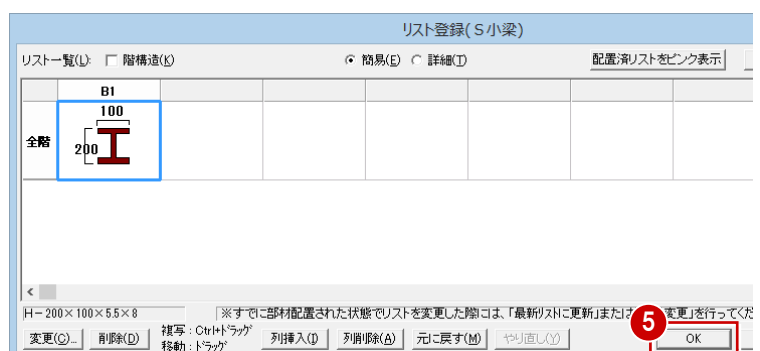 リスト登録(S小梁)
リスト一覧(L): 階構造(K) 簡易(E) 詳細(T) 配置済リストをピンク表示
B1
全階
100
200
H－200×100×5.5×8 ※すでに部材配置された状態でリストを変更した際には、「最新リストに更新」また 変更」を行ってくだ
5
変更(C)... 削除(D) 複写：Ctrl+ドラッグ 列挿入(I) 列削除(A) 元に戻す(M) やり直し(Y) OK
移動：ドラッグ